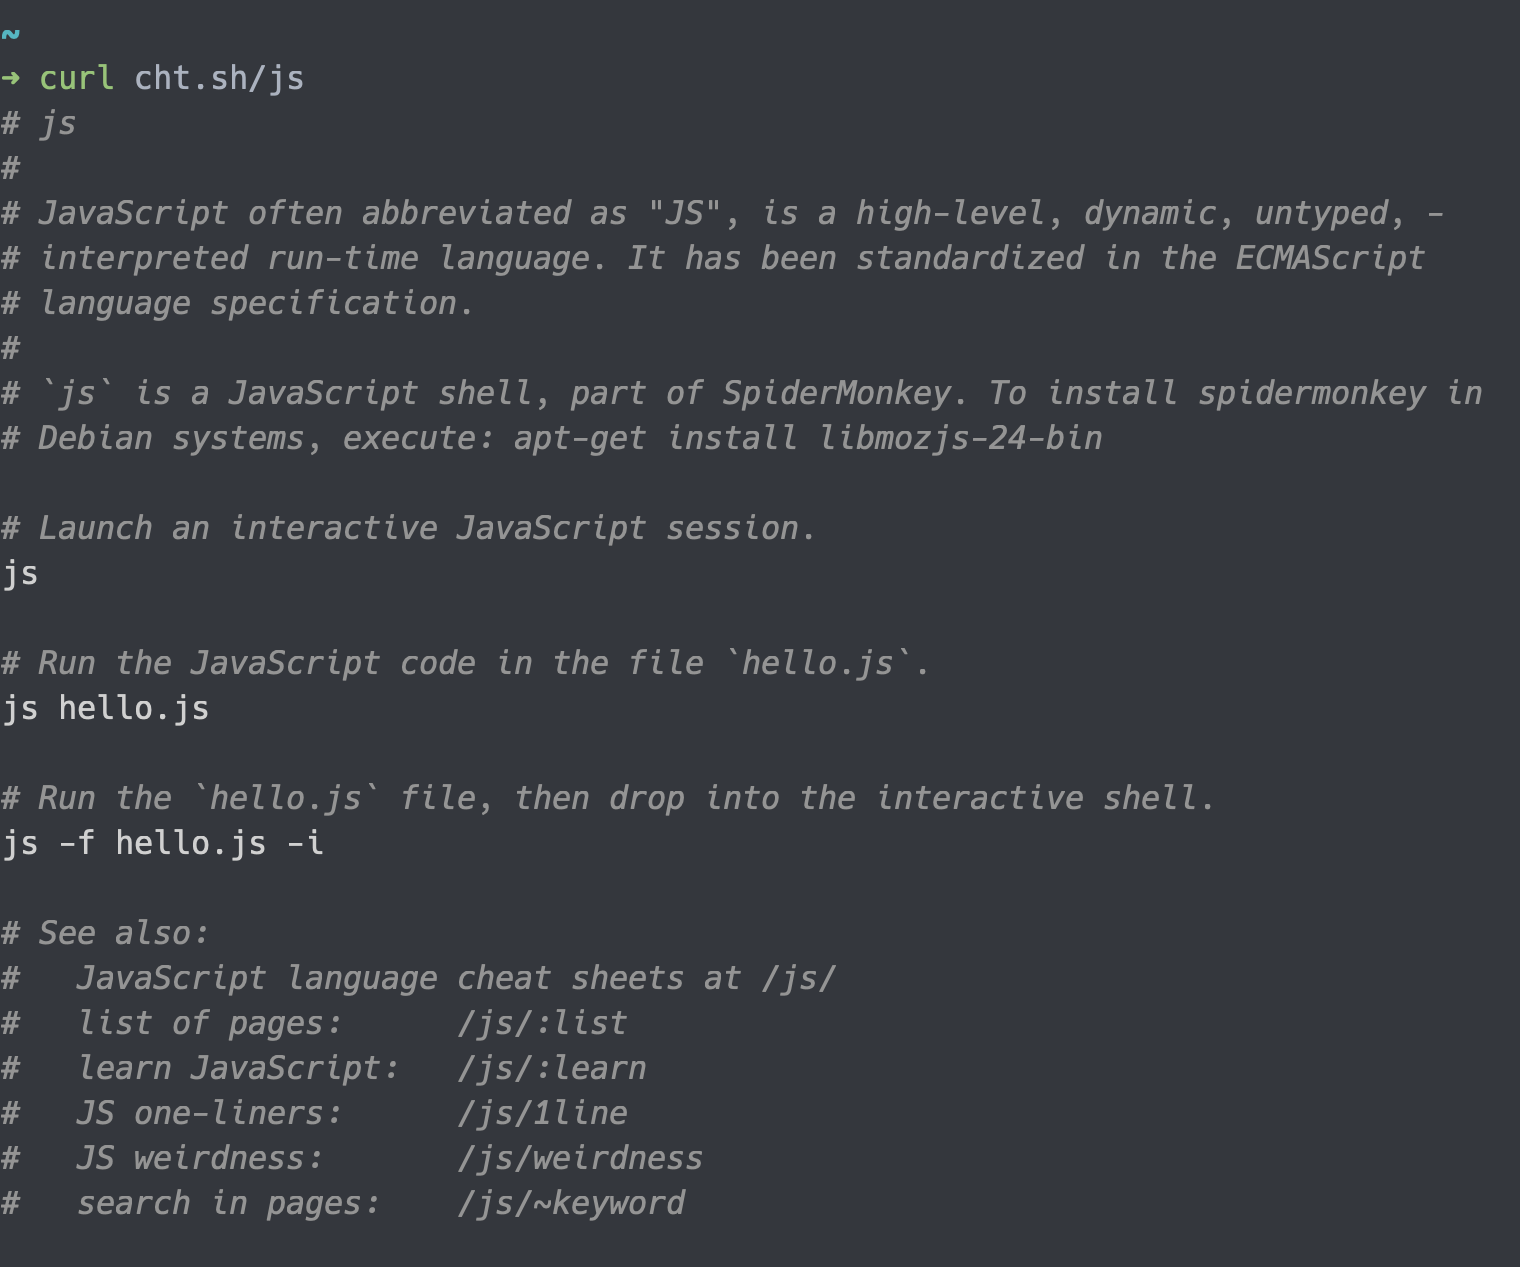 ~
→ curl cht.sh/js
# js
#
# JavaScript often abbreviated as "JS", is a high-level, dynamic, untyped, -
# interpreted run-time language. It has been standardized in the ECMAScript
# language specification.
#
# `js` is a JavaScript shell, part of SpiderMonkey. To install spidermonkey in
# Debian systems, execute: apt-get install libmozjs-24-bin

# Launch an interactive JavaScript session.
js

# Run the JavaScript code in the file `hello.js`.
js hello.js

# Run the `hello.js` file, then drop into the interactive shell.
js -f hello.js -i

# See also:
#   JavaScript language cheat sheets at /js/
#   list of pages:      /js/:list
#   learn JavaScript:   /js/:learn
#   JS one-liners:      /js/1line
#   JS weirdness:       /js/weirdness
#   search in pages:    /js/~keyword